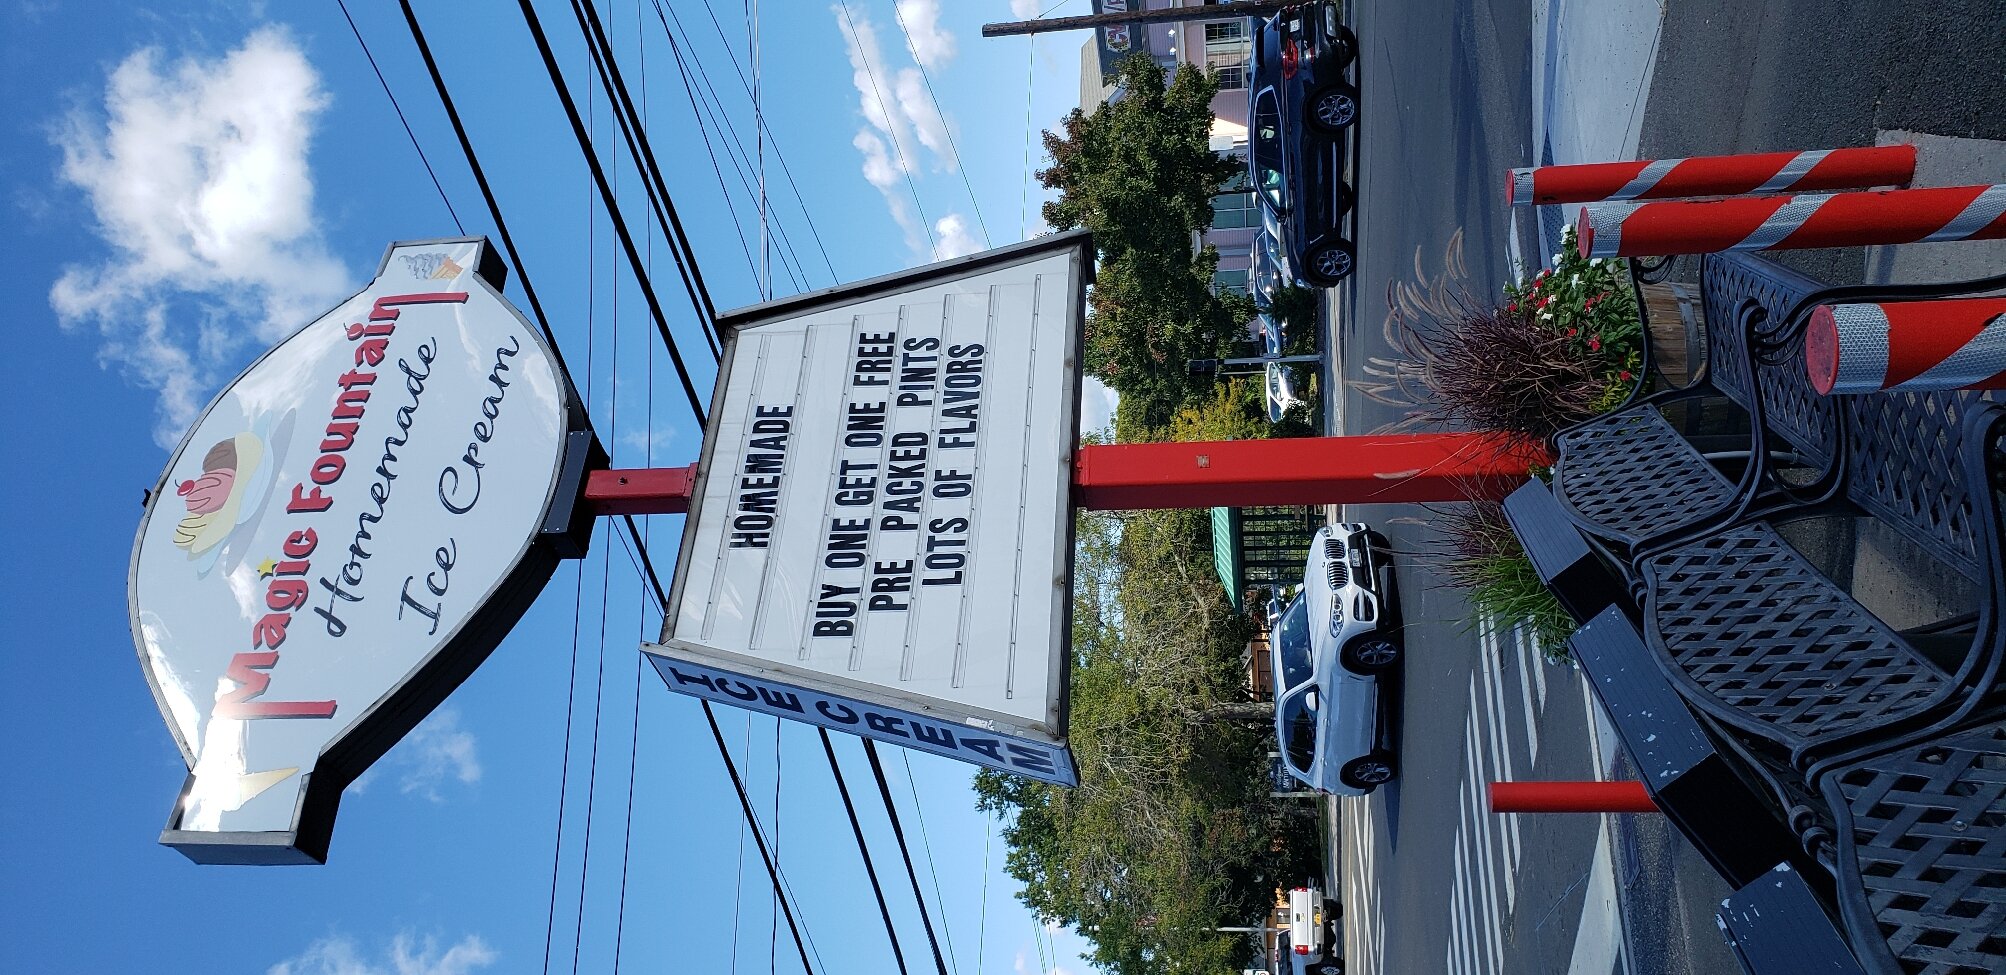 Magic Fountain
Homemade
Ice Cream
HOMEMADE
BUY ONE GET ONE FREE
PRE PACKED PINTS
LOTS OF FLAVORS
ICE CREAM